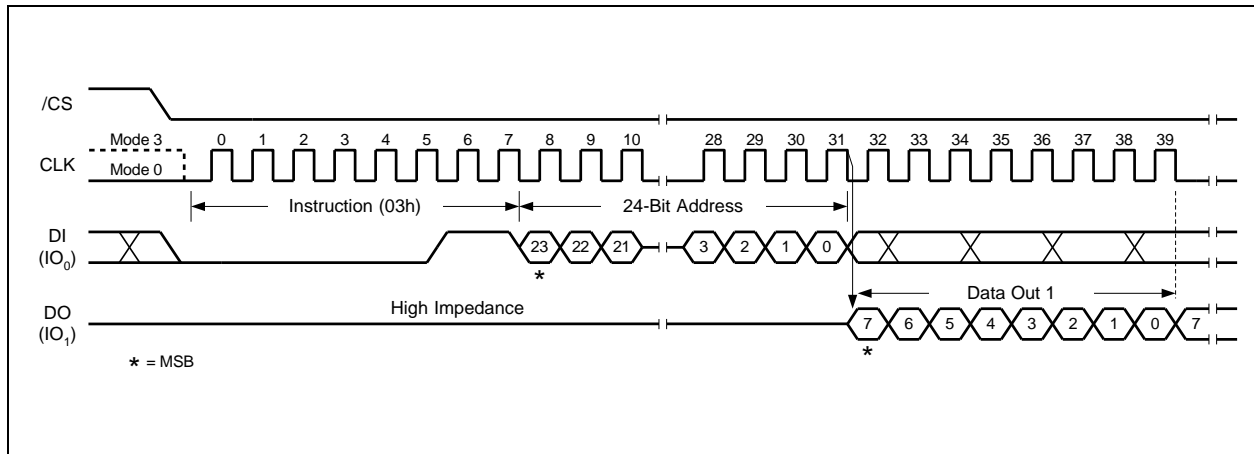 /CS
Mode 3 0 1 2 3 4 5 6 7 8 9 10 28 29 30 31 32 33 34 35 36 37 38 39
CLK Mode 0
Instruction (03h) 24-Bit Address
DI
(IO0) 23 22 21 3 2 1 0
* Data Out 1
DO High Impedance
(IO1) 7 6 5 4 3 2 1 0 7
* = MSB *